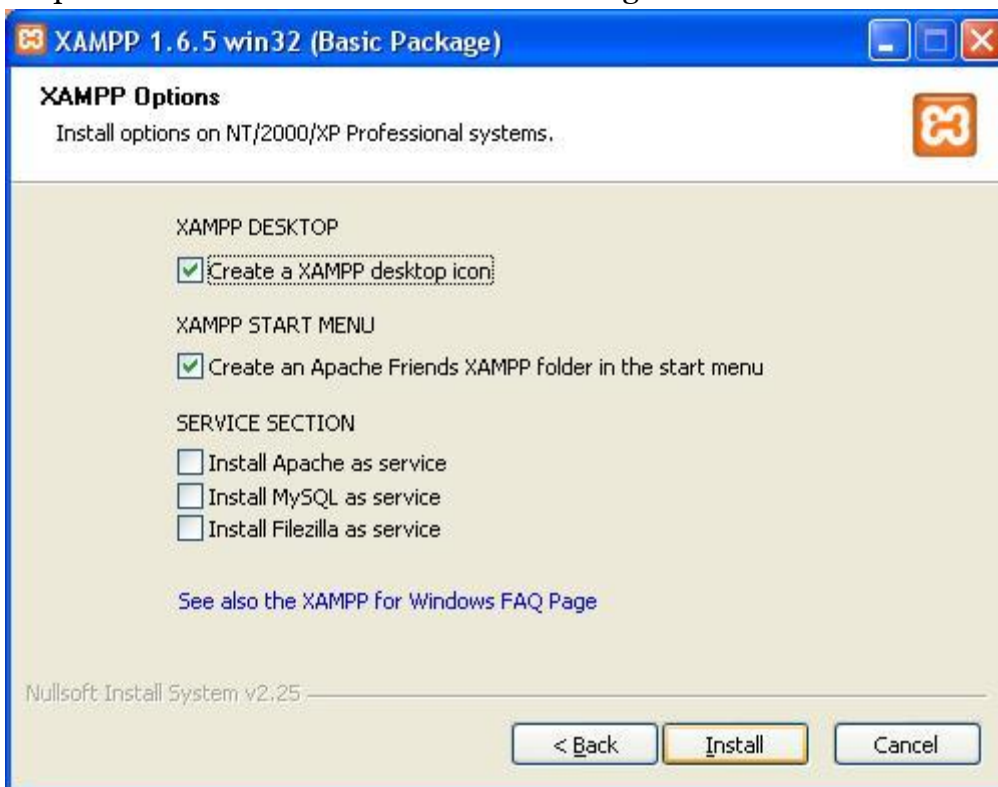 XAMPP 1.6.5 win32 (Basic Package)
XAMPP Options
Install options on NT/2000/XP Professional systems.
XAMPP DESKTOP
Create a XAMPP desktop icon
XAMPP START MENU
Create an Apache Friends XAMPP folder in the start menu
SERVICE SECTION
Install Apache as service
Install MySQL as service
Install Filezilla as service
See also the XAMPP for Windows FAQ Page
Nullsoft Install System v2.25
< Back Install Cancel